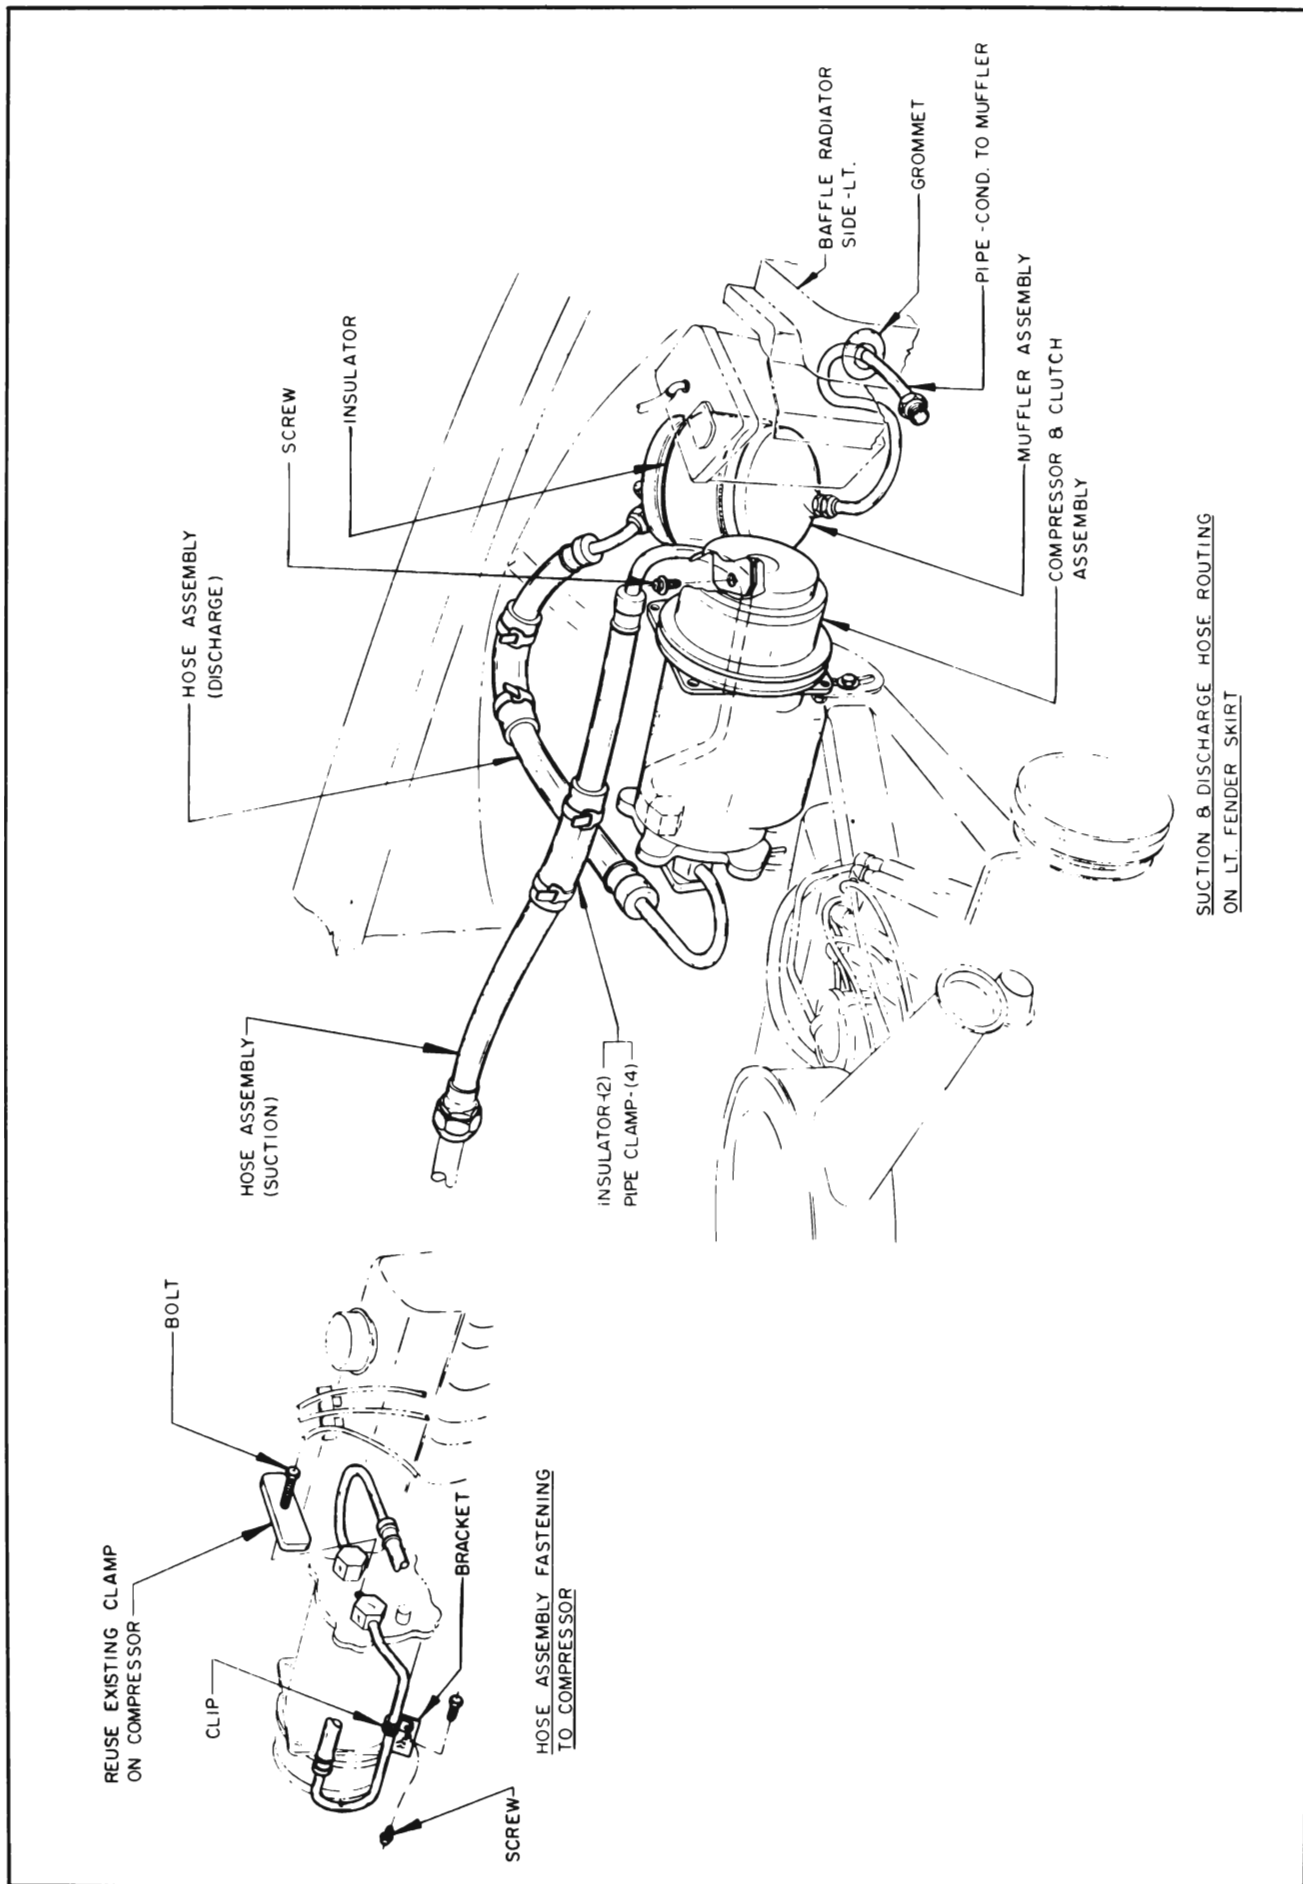 REUSE EXISTING CLAMP
ON COMPRESSOR
BOLT
CLIP
SCREW
BRACKET
HOSE ASSEMBLY FASTENING
TO COMPRESSOR
HOSE ASSEMBLY
(SUCTION)
HOSE ASSEMBLY
(DISCHARGE)
SCREW
INSULATOR
INSULATOR-(2)
PIPE CLAMP-(4)
BAFFLE RADIATOR
SIDE-LT.
GROMMET
PIPE-COND. TO MUFFLER
MUFFLER ASSEMBLY
COMPRESSOR & CLUTCH
ASSEMBLY
SUCTION & DISCHARGE HOSE ROUTING
ON LT. FENDER SKIRT